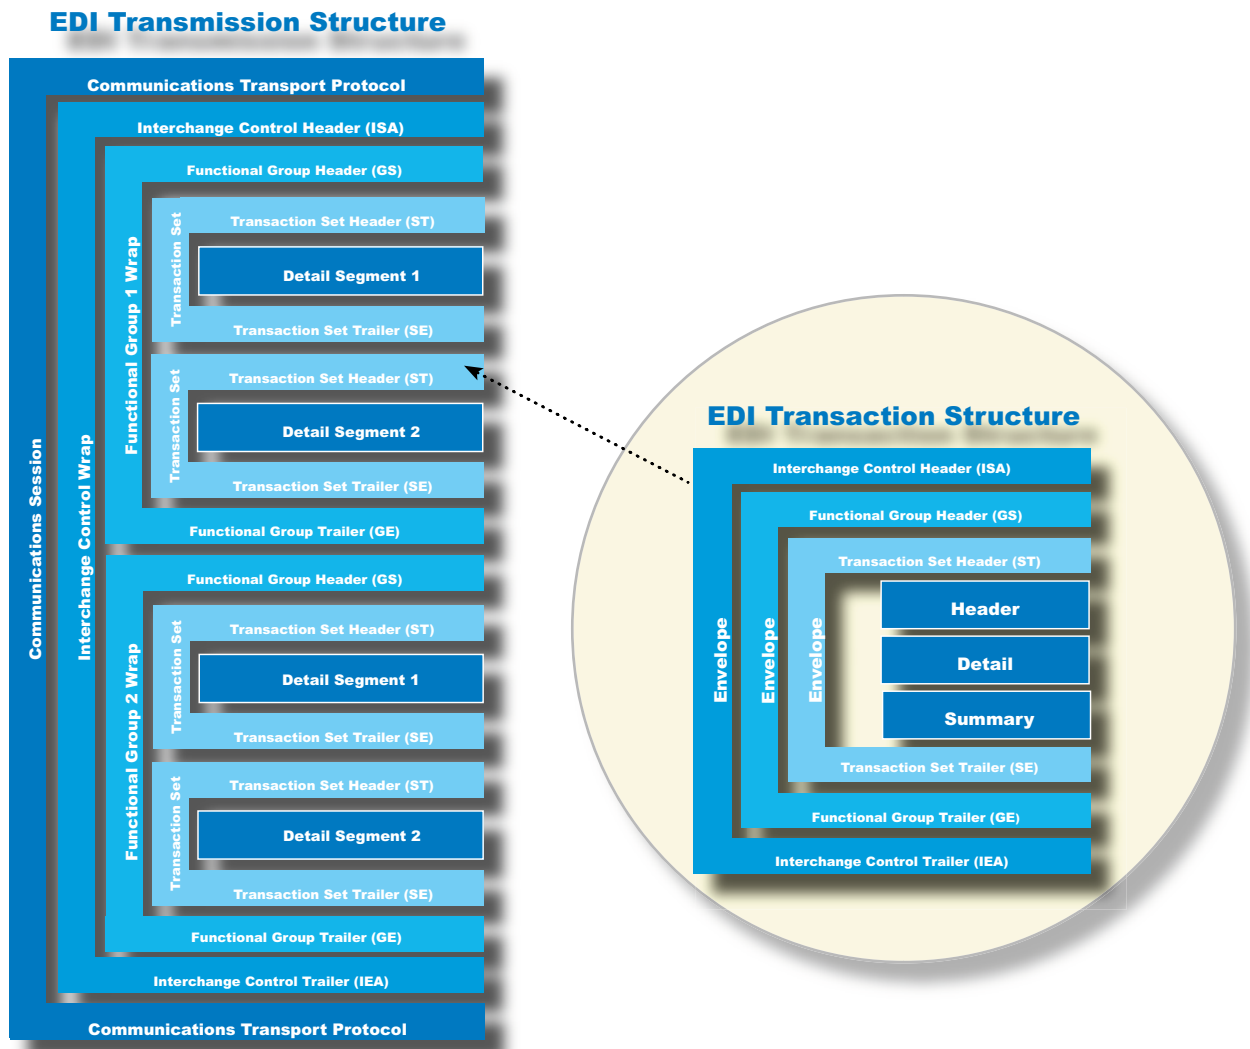 EDI Transmission Structure
Communications Transport Protocol
Interchange Control Header (ISA)
Functional Group Header (GS)
Transaction Set Header (ST)
Transaction Set
Detail Segment 1
Transaction Set Trailer (SE)
Functional Group 1 Wrap
Transaction Set Header (ST)
Transaction Set
Detail Segment 2
Transaction Set Trailer (SE)
Functional Group Trailer (GE)
Communications Session
Interchange Control Wrap
Functional Group Header (GS)
Transaction Set Header (ST)
Transaction Set
Detail Segment 1
Transaction Set Trailer (SE)
Functional Group 2 Wrap
Transaction Set Header (ST)
Transaction Set
Detail Segment 2
Transaction Set Trailer (SE)
Functional Group Trailer (GE)
Interchange Control Trailer (IEA)
Communications Transport Protocol
EDI Transaction Structure
Interchange Control Header (ISA)
Functional Group Header (GS)
Transaction Set Header (ST)
Envelope
Envelope
Envelope
Header
Detail
Summary
Transaction Set Trailer (SE)
Functional Group Trailer (GE)
Interchange Control Trailer (IEA)